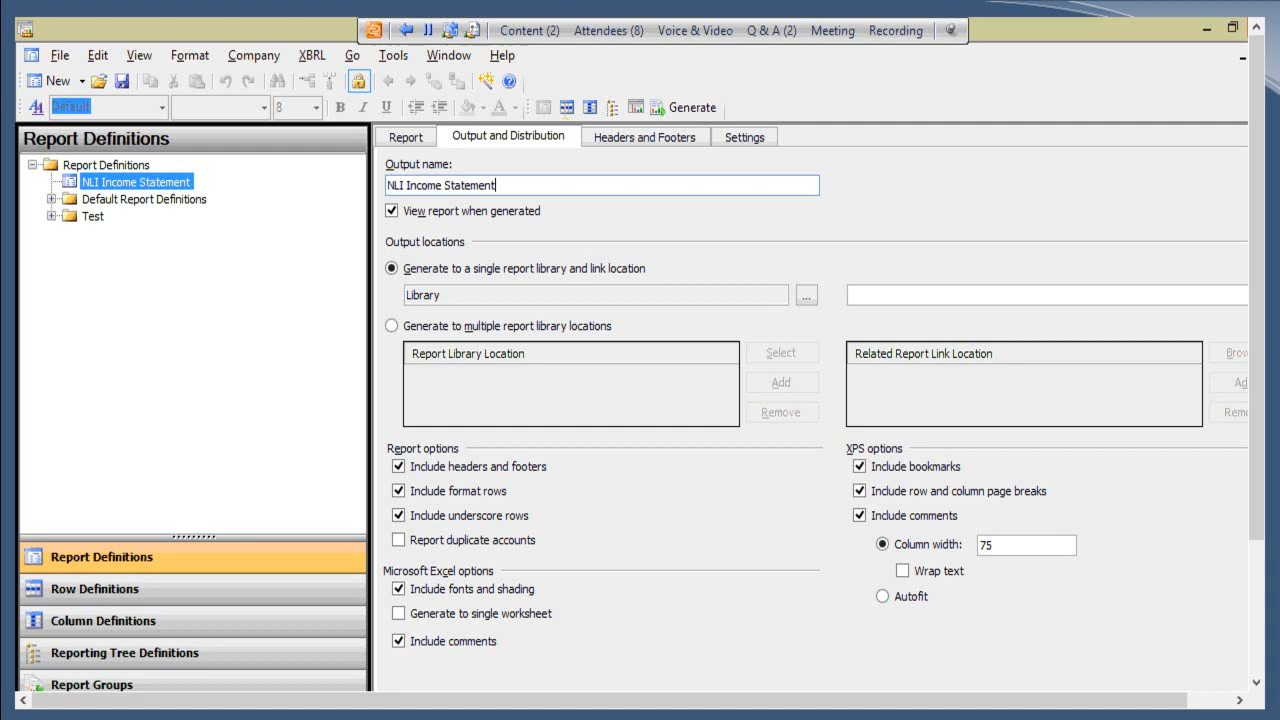 Content (2) Attendees (8) Voice & Video Q & A (2) Meeting Recording
File Edit View Format Company XBRL Go Tools Window Help
New
Default 8 B I U A Generate
Report Definitions
Report Definitions
NLI Income Statement
Default Report Definitions
Test
Report Definitions
Row Definitions
Column Definitions
Reporting Tree Definitions
Report Groups
Report Output and Distribution Headers and Footers Settings
Output name:
NLI Income Statement
View report when generated
Output locations
Generate to a single report library and link location
Library ...
Generate to multiple report library locations
Report Library Location Select Related Report Link Location Brow
Add Ad
Remove Rem
Report options
Include headers and footers
Include format rows
Include underscore rows
Report duplicate accounts
Microsoft Excel options
Include fonts and shading
Generate to single worksheet
Include comments
XPS options
Include bookmarks
Include row and column page breaks
Include comments
Column width: 75
Wrap text
Autofit